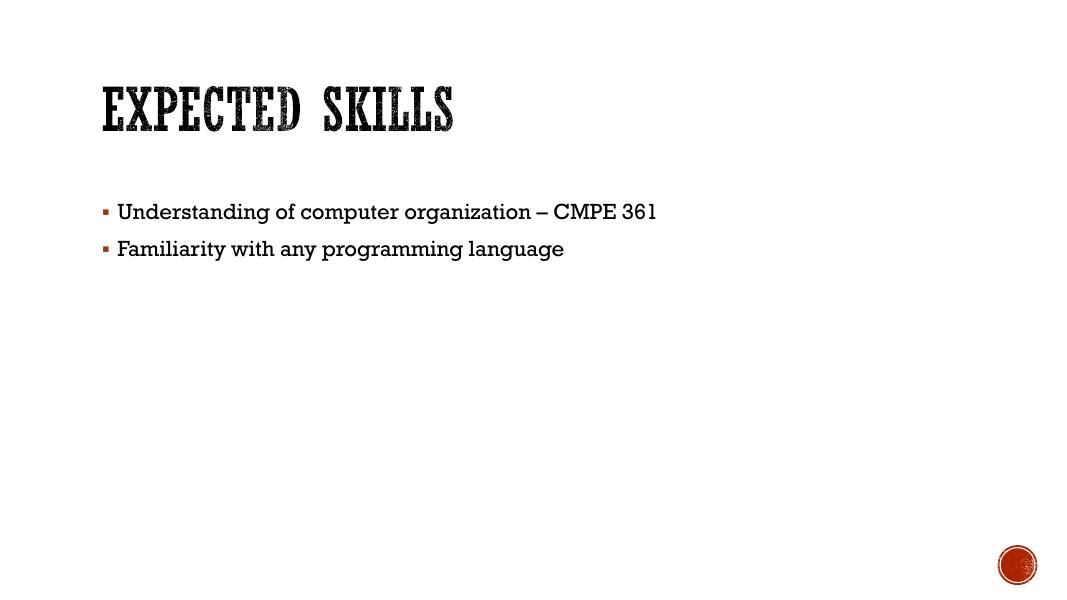 EXPECTED SKILLS
▪ Understanding of computer organization – CMPE 361
▪ Familiarity with any programming language